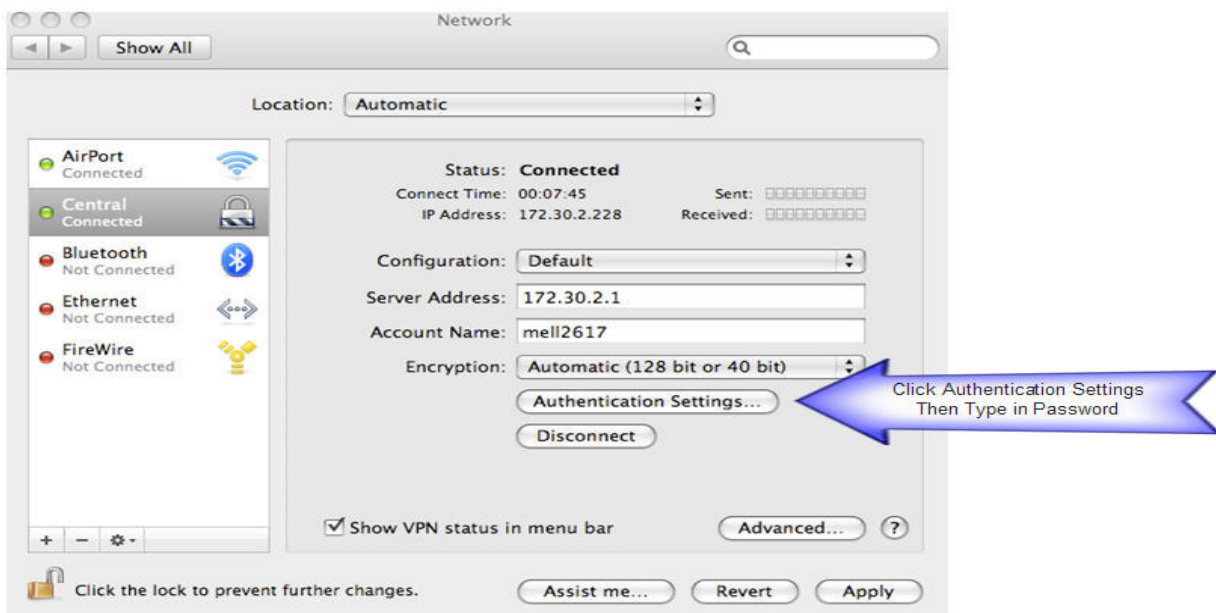 Network
Show All
Location: Automatic
AirPort
Connected
Central
Connected
Bluetooth
Not Connected
Ethernet
Not Connected
FireWire
Not Connected
Status: Connected
Connect Time: 00:07:45 Sent:
IP Address: 172.30.2.228 Received:
Configuration: Default
Server Address: 172.30.2.1
Account Name: mell2617
Encryption: Automatic (128 bit or 40 bit)
Authentication Settings...
Disconnect
Click Authentication Settings
Then Type in Password
Show VPN status in menu bar
Advanced... ?
Click the lock to prevent further changes.
Assist me... Revert Apply